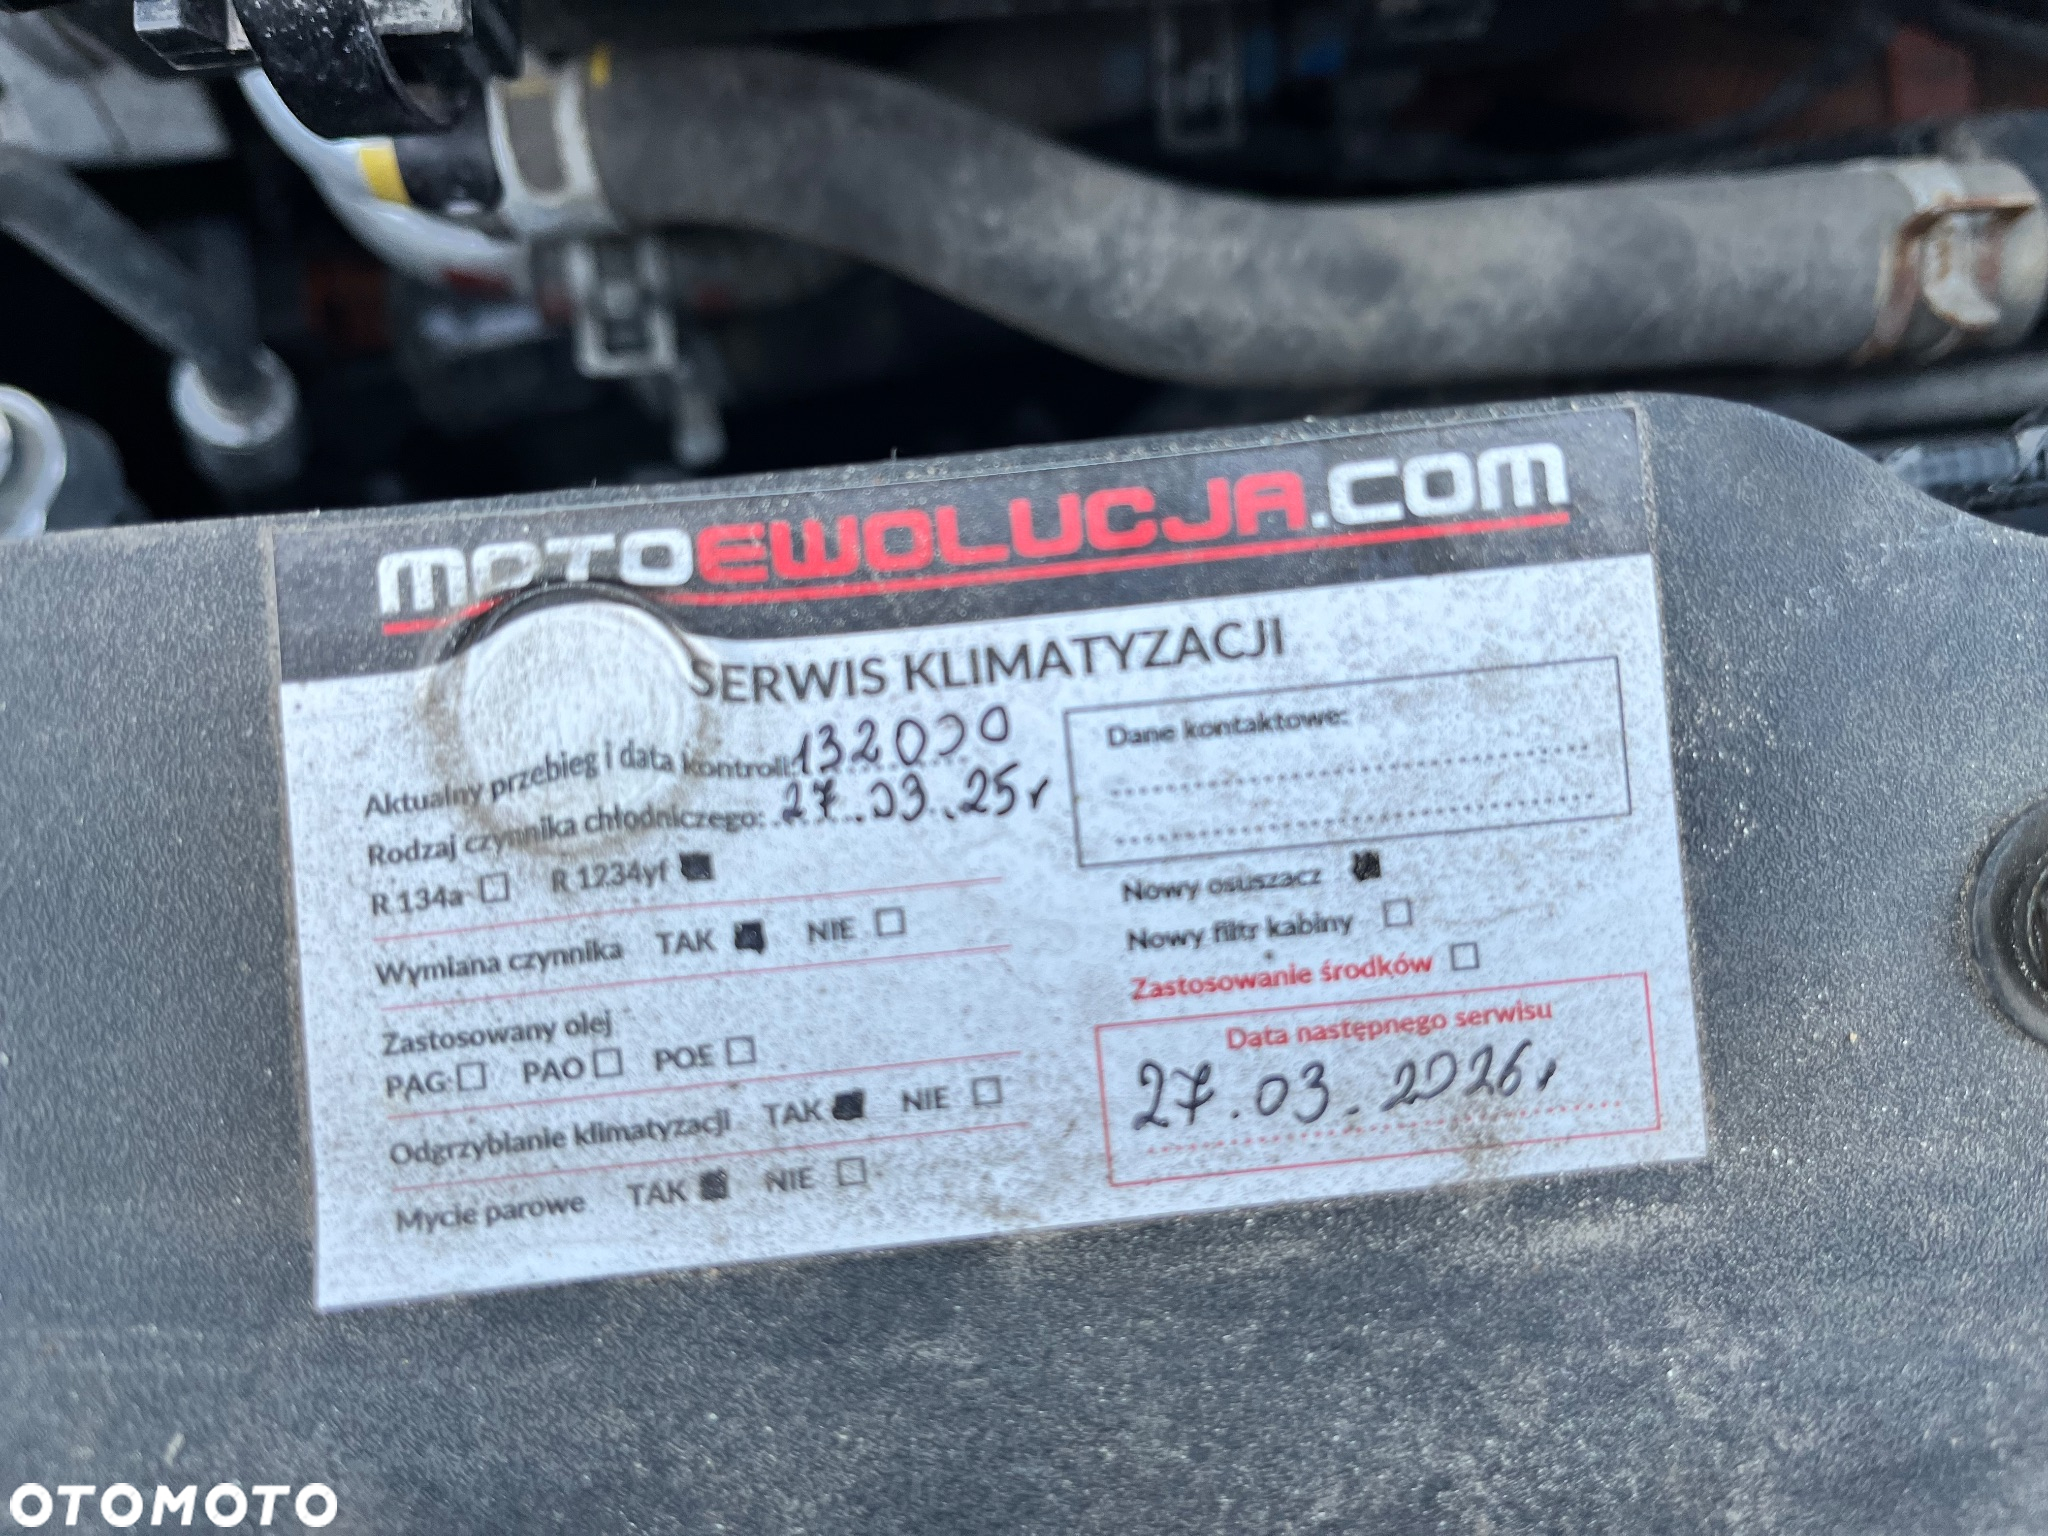 MOTOEWOLUCJA.COM
SERWIS KLIMATYZACJI
Aktualny przebieg i data kontroli: 132000
Rodzaj czynnika chłodniczego: 27.03.25r
R 134a R 1234yf
Wymiana czynnika TAK NIE
Zastosowany olej
PAG PAO POE
Odgrzybianie klimatyzacji TAK NIE
Mycie parowe TAK NIE
Dane kontaktowe:
Nowy osuszacz
Nowy filtr kabiny
Zastosowanie środków
Data następnego serwisu
27.03.2026r
OTOMOTO